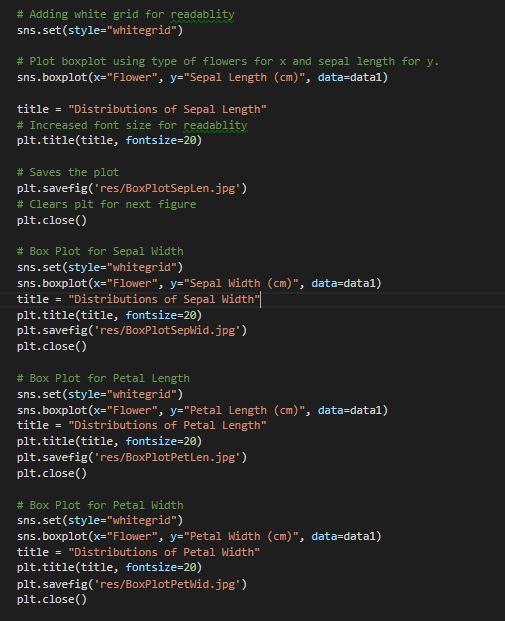 # Adding white grid for readablity
sns.set(style="whitegrid")
# Plot boxplot using type of flowers for x and sepal length for y.
sns.boxplot(x="Flower", y="Sepal Length (cm)", data=data1)
title = "Distributions of Sepal Length"
# Increased font size for readablity
plt.title(title, fontsize=20)
# Saves the plot
plt.savefig('res/BoxPlotSepLen.jpg')
# Clears plt for next figure
plt.close()
# Box Plot for Sepal Width
sns.set(style="whitegrid")
sns.boxplot(x="Flower", y="Sepal Width (cm)", data=data1)
title = "Distributions of Sepal Width"
plt.title(title, fontsize=20)
plt.savefig('res/BoxPlotSepWid.jpg')
plt.close()
# Box Plot for Petal Length
sns.set(style="whitegrid")
sns.boxplot(x="Flower", y="Petal Length (cm)", data=data1)
title = "Distributions of Petal Length"
plt.title(title, fontsize=20)
plt.savefig('res/BoxPlotPetLen.jpg')
plt.close()
# Box Plot for Petal Width
sns.set(style="whitegrid")
sns.boxplot(x="Flower", y="Petal Width (cm)", data=data1)
title = "Distributions of Petal Width"
plt.title(title, fontsize=20)
plt.savefig('res/BoxPlotPetWid.jpg')
plt.close()